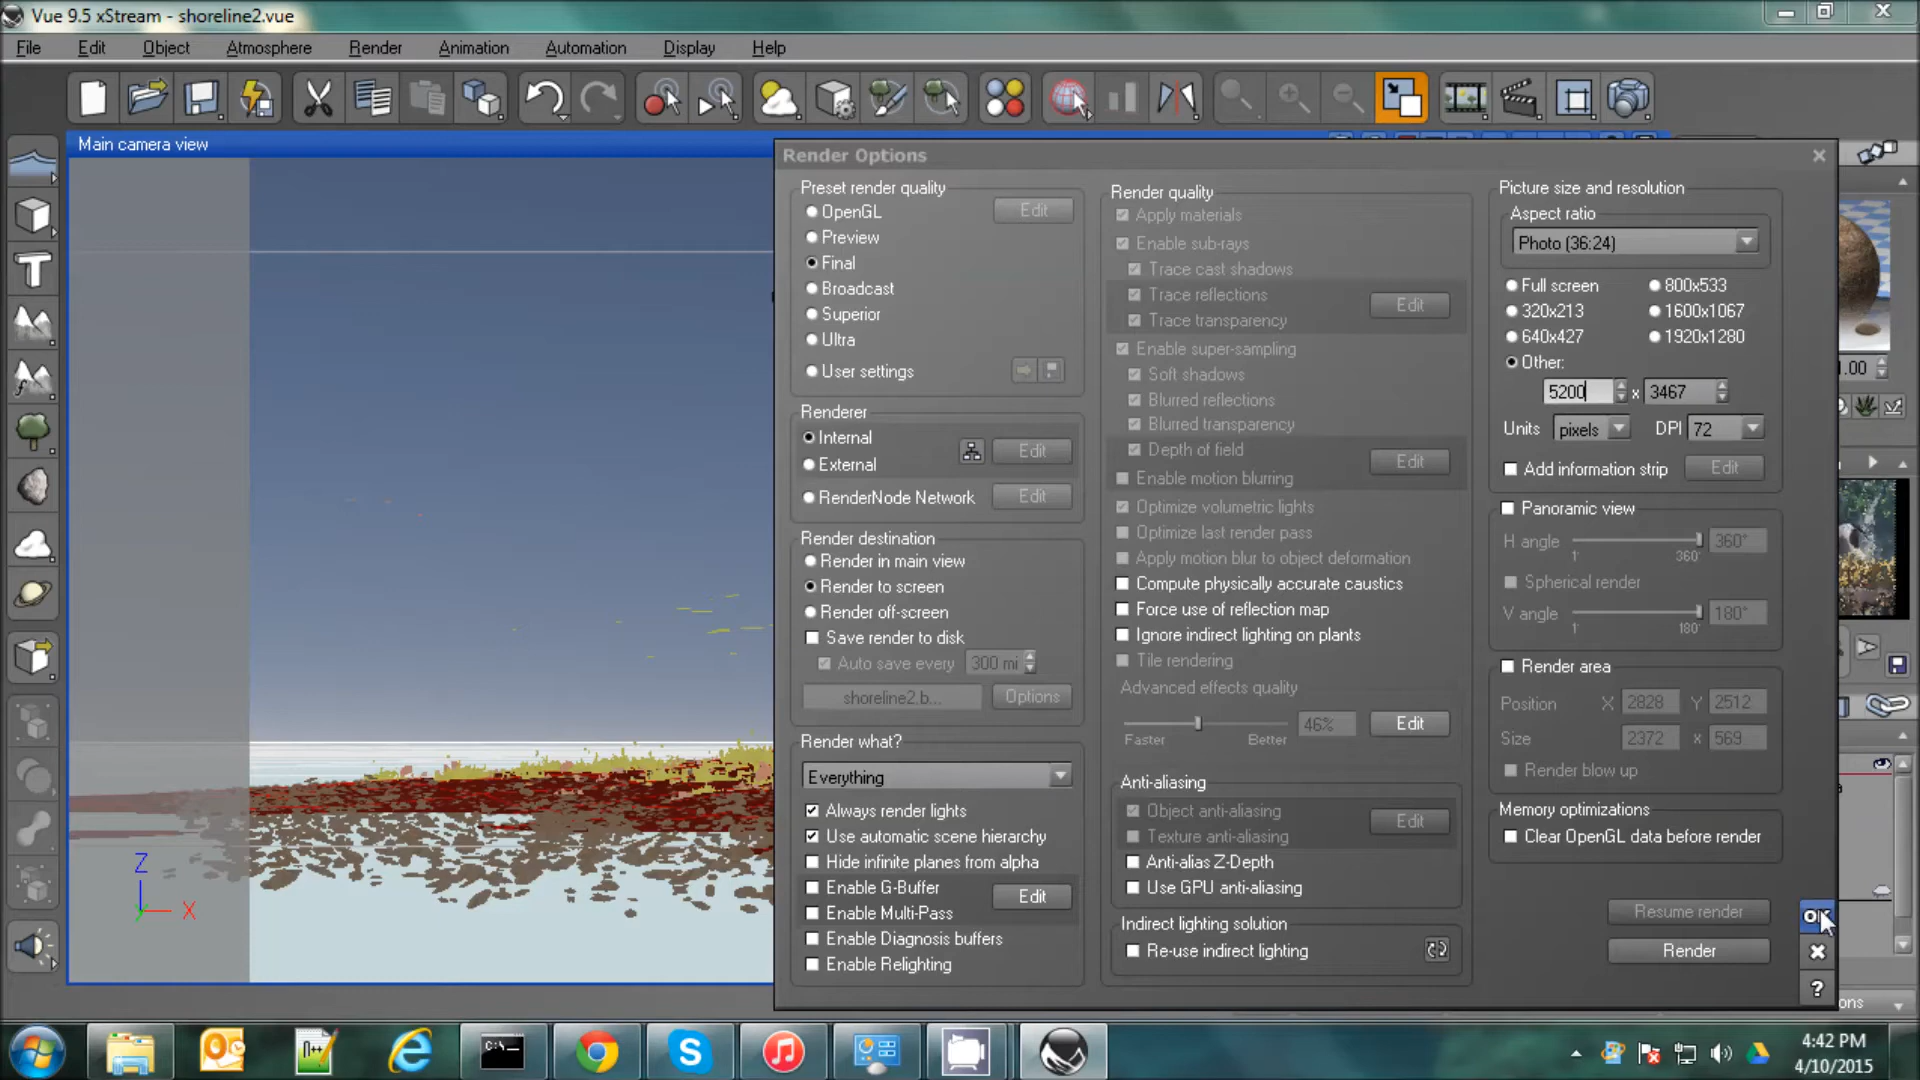 Vue 9.5 xStream - shoreline2.vue
File Edit Object Atmosphere Render Animation Automation Display Help
Main camera view
Render Options
Preset render quality
OpenGL
Edit
Preview
Final
Broadcast
Superior
Ultra
User settings
Renderer
Internal
Edit
External
RenderNode Network
Edit
Render destination
Render in main view
Render to screen
Render off-screen
Save render to disk
Auto save every
300 mi
shoreline2.b...
Options
Render what?
Everything
Always render lights
Use automatic scene hierarchy
Hide infinite planes from alpha
Enable G-Buffer
Edit
Enable Multi-Pass
Enable Diagnosis buffers
Enable Relighting
Render quality
Apply materials
Enable sub-rays
Trace cast shadows
Trace reflections
Edit
Trace transparency
Enable super-sampling
Soft shadows
Blurred reflections
Blurred transparency
Depth of field
Edit
Enable motion blurring
Optimize volumetric lights
Optimize last render pass
Apply motion blur to object deformation
Compute physically accurate caustics
Force use of reflection map
Ignore indirect lighting on plants
Tile rendering
Advanced effects quality
46%
Edit
Faster Better
Anti-aliasing
Object anti-aliasing
Edit
Texture anti-aliasing
Anti-alias Z-Depth
Use GPU anti-aliasing
Indirect lighting solution
Re-use indirect lighting
Picture size and resolution
Aspect ratio
Photo (36:24)
Full screen 800x533
320x213 1600x1067
640x427 1920x1280
Other:
5200 x 3467
Units pixels DPI 72
Add information strip Edit
Panoramic view
H angle 360°
1° 360°
Spherical render
V angle 180°
1° 180°
Render area
Position X 2828 Y 2512
Size 2372 x 569
Render blow up
Memory optimizations
Clear OpenGL data before render
Resume render
Render
?
1.00
ons
Z
Y X
C:\
n++
4:42 PM
4/10/2015